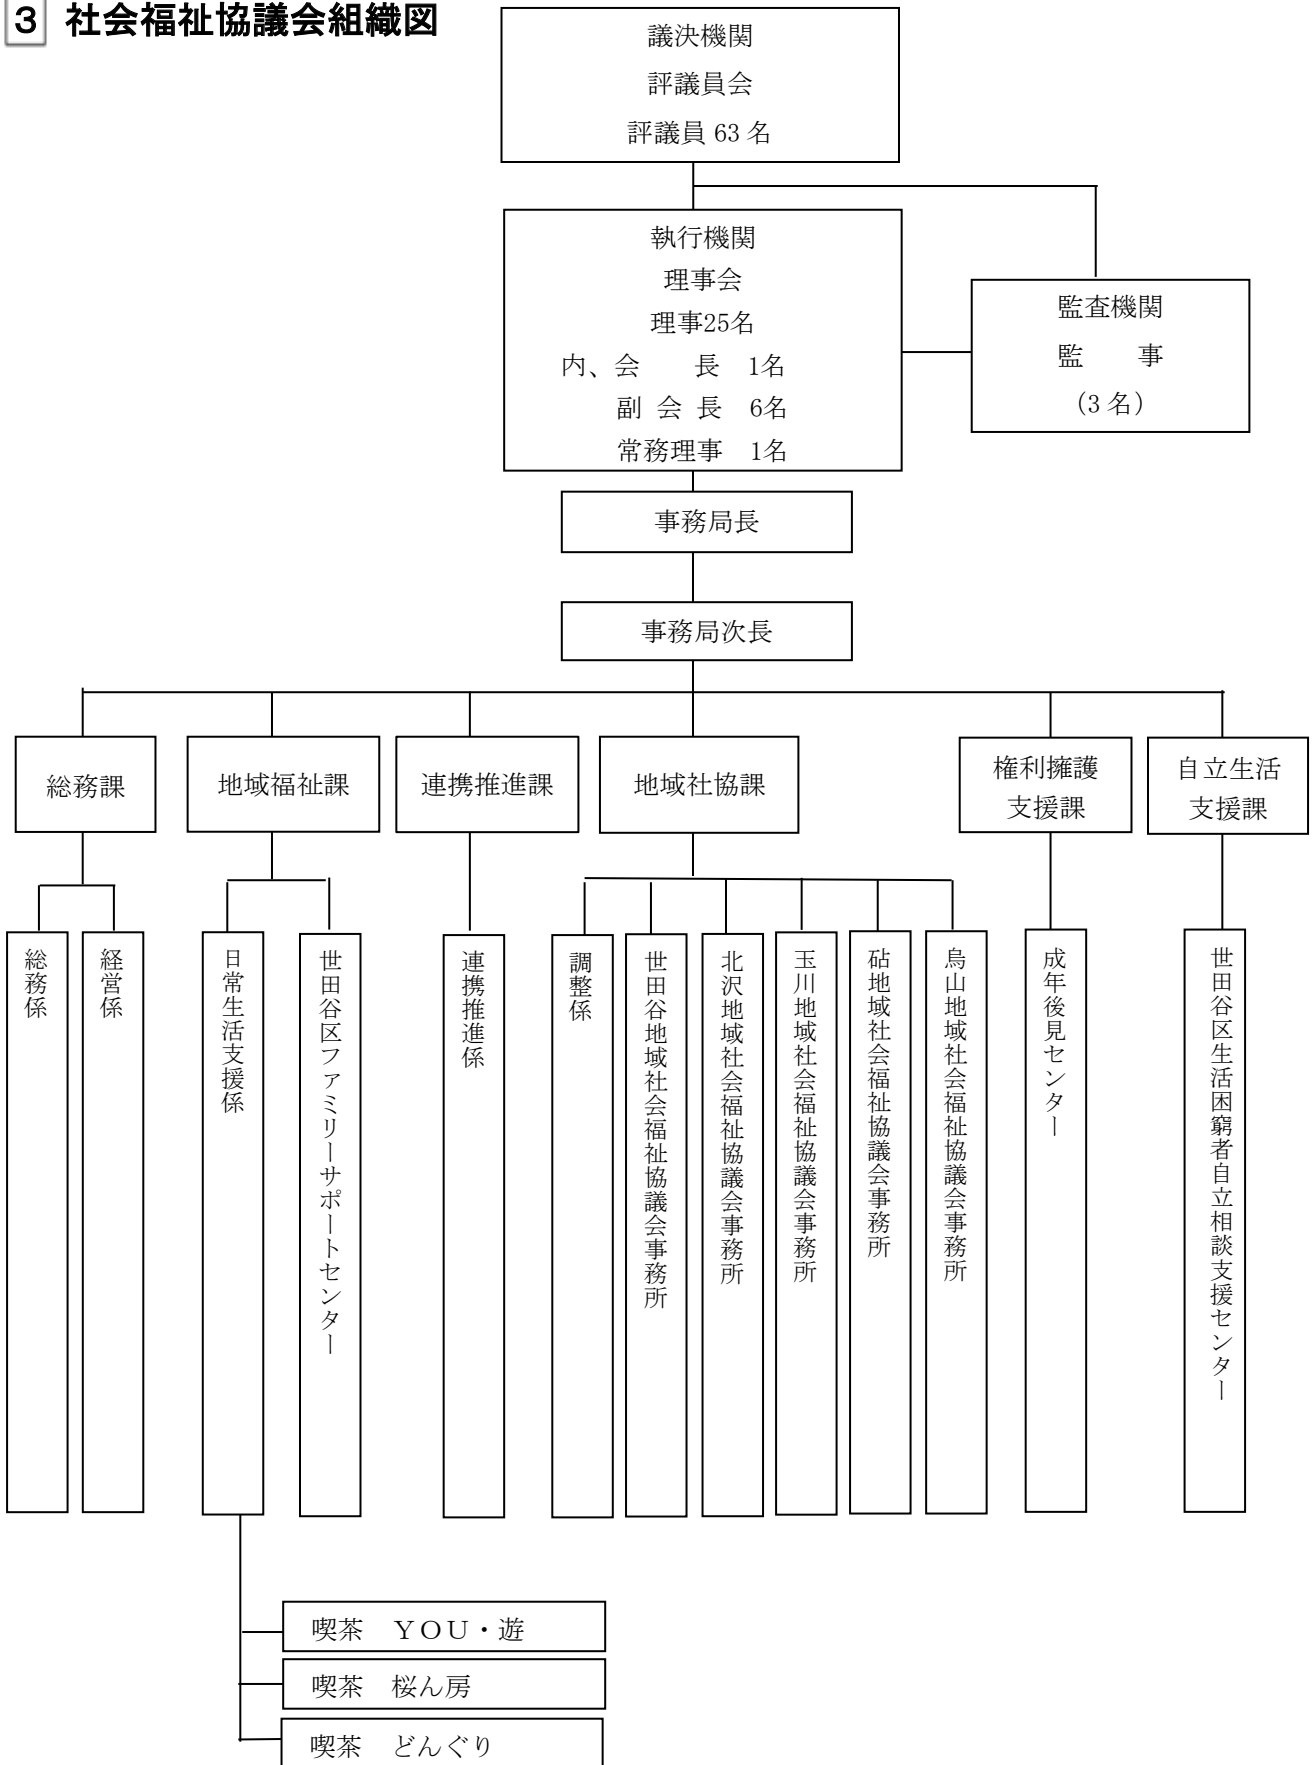 3 社会福祉協議会組織図
議決機関
評議員会
評議員 63 名
執行機関
理事会
理事25名
内、会　　長　1名
副 会 長　6名
常務理事　1名
監査機関
監　　事
（3 名）
事務局長
事務局次長
総務課
地域福祉課
連携推進課
地域社協課
権利擁護
支援課
自立生活
支援課
総務係
経営係
日常生活支援係
世田谷区ファミリーサポートセンター
連携推進係
調整係
世田谷地域社会福祉協議会事務所
北沢地域社会福祉協議会事務所
玉川地域社会福祉協議会事務所
砧地域社会福祉協議会事務所
烏山地域社会福祉協議会事務所
成年後見センター
世田谷区生活困窮者自立相談支援センター
喫茶　ＹＯＵ・遊
喫茶　桜ん房
喫茶　どんぐり